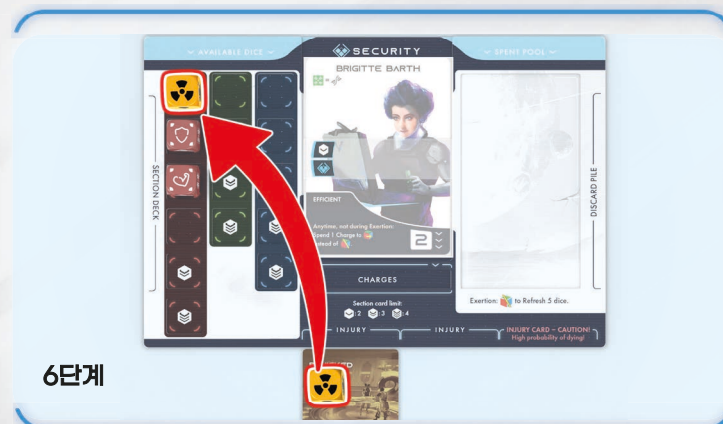 ~ AVAILABLE DICE ~
SECURITY
~ SPENT POOL ~
BRIGITTE BARTH
SECTION DECK
DISCARD PILE
EFFICIENT
Anytime, not during Exertion:
Spend 1 Charge to
instead of
2
CHARGES
Section card limit:
:2 :3 :4
Exertion: to Refresh 5 dice.
INJURY
INJURY
INJURY CARD – CAUTION!
High probability of dying!
6단계